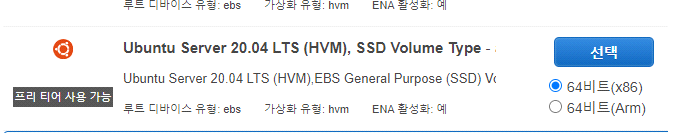 루트 디바이스 유형: ebs 가상화 유형: hvm ENA 활성화: 예
Ubuntu Server 20.04 LTS (HVM), SSD Volume Type -
선택
Ubuntu Server 20.04 LTS (HVM),EBS General Purpose (SSD)
64비트(x86)
프리 티어 사용 가능
루트 디바이스 유형: ebs 가상화 유형: hvm ENA 활성화: 예
64비트(Arm)